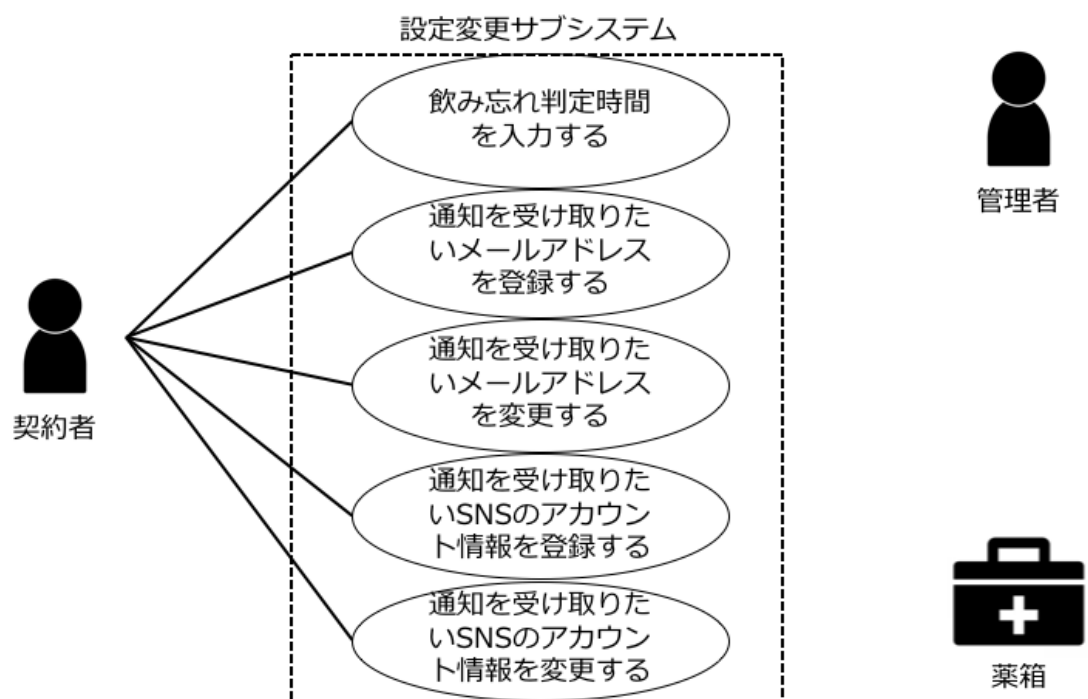 設定変更サブシステム
飲み忘れ判定時間
を入力する
管理者
通知を受け取りた
いメールアドレス
を登録する
通知を受け取りた
いメールアドレス
を変更する
契約者
通知を受け取りた
いSNSのアカウン
ト情報を登録する
通知を受け取りた
いSNSのアカウン
ト情報を変更する
薬箱